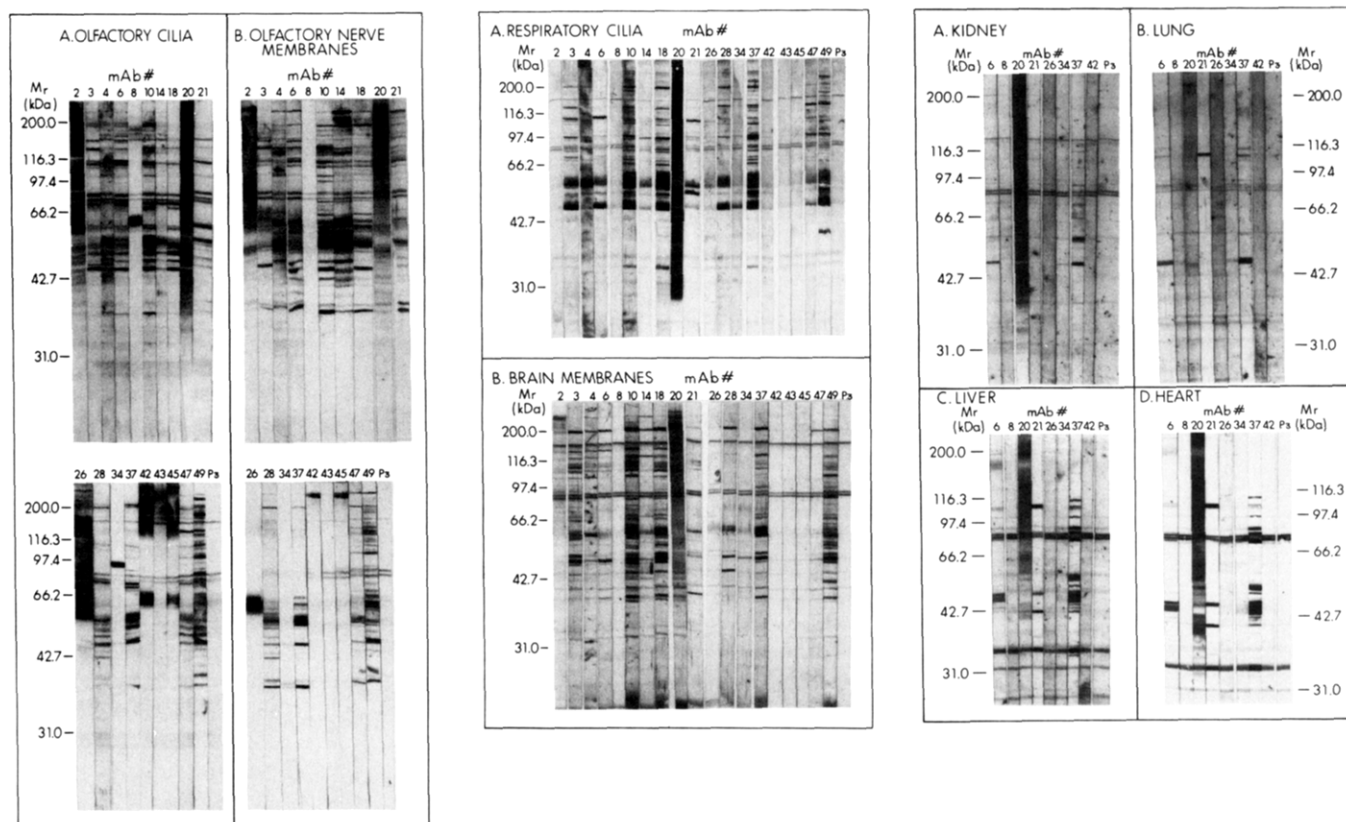 A. OLFACTORY CILIA
mAb#
Mr
(kDa)
2 3 4 6 8 10 14 18 20 21
200.0
116.3
97.4
66.2
42.7
31.0
26 28 34 37 42 43 45 47 49 P3
200.0
116.3
97.4
66.2
42.7
31.0
B. OLFACTORY NERVE
MEMBRANES
mAb#
2 3 4 6 8 10 14 18 20 21
26 28 34 37 42 43 45 47 49 P3
A. RESPIRATORY CILIA mAb#
Mr
(kDa)
2 3 4 6 8 10 14 18 20 21 26 28 34 37 42 43 45 47 49 P3
200.0
116.3
97.4
66.2
42.7
31.0
B. BRAIN MEMBRANES mAb#
Mr
(kDa)
2 3 4 6 8 10 14 18 20 21 26 28 34 37 42 43 45 47 49 P3
200.0
116.3
97.4
66.2
42.7
31.0
A. KIDNEY
mAb#
Mr
(kDa)
6 8 20 21 26 34 37 42 P3
200.0
116.3
97.4
66.2
42.7
31.0
B. LUNG
mAb#
Mr
(kDa)
6 8 20 21 26 34 37 42 P3
200.0
116.3
97.4
66.2
42.7
31.0
C. LIVER
mAb#
Mr
(kDa)
6 8 20 21 26 34 37 42 P3
200.0
116.3
97.4
66.2
42.7
31.0
D. HEART
mAb#
Mr
(kDa)
6 8 20 21 26 34 37 42 P3
116.3
97.4
66.2
42.7
31.0